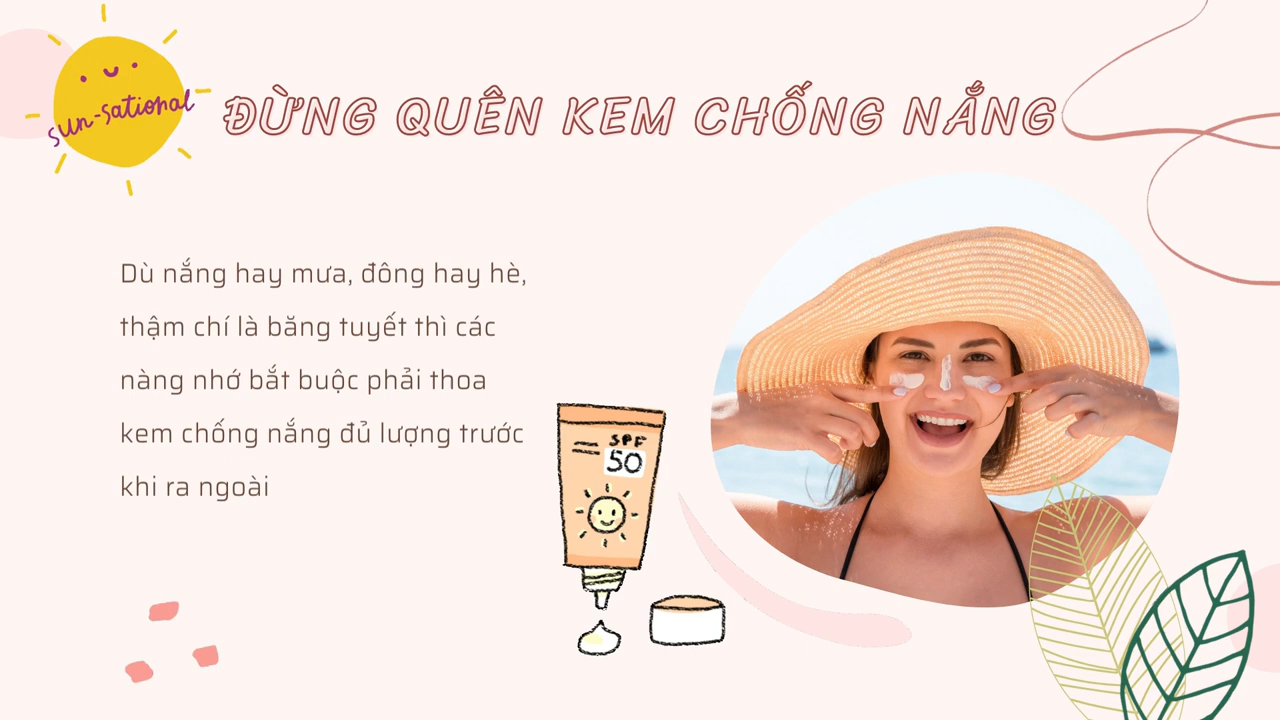 sun-sational
ĐỪNG QUÊN KEM CHỐNG NẮNG
Dù nắng hay mưa, đông hay hè,
thậm chí là băng tuyết thì các
nàng nhớ bắt buộc phải thoa
kem chống nắng đủ lượng trước
khi ra ngoài
SPF
50